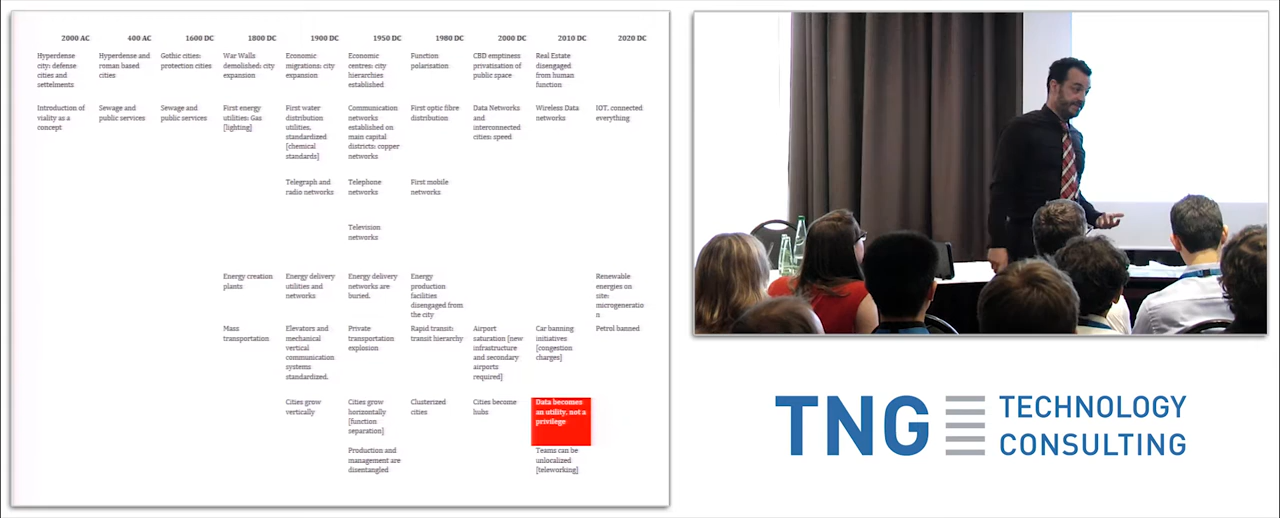 2000 AC 400 AC 1600 DC 1800 DC 1900 DC 1950 DC 1980 DC 2000 DC 2010 DC 2020 DC
Hyperdense
city: defense
cities and
settelments
Hyperdense and
roman based
cities
Gothic cities:
protection cities
War Walls
demolished: city
expansion
Economic
migrations: city
expansion
Economic
centres: city
hierarchies
established
Function
polarisation
CBD emptiness
privatisation of
public space
Real Estate
disengaged
from human
function
Introduction of
viality as a
concept
Sewage and
public services
Sewage and
public services
First energy
utilities: Gas
[lighting]
First water
distribution
utilities,
standardized
[chemical
standards]
Communication
networks
established on
main capital
districts: copper
networks
First optic fibre
distribution
Data Networks
and
interconnected
cities: speed
Wireless Data
networks
IOT, connected
everything
Telegraph and
radio networks
Telephone
networks
First mobile
networks
Television
networks
Energy creation
plants
Energy delivery
utilities and
networks
Energy delivery
networks are
buried.
Energy
production
facilities
disengaged from
the city
Renewable
energies on
site:
microgeneratio
n
Mass
transportation
Elevators and
mechanical
vertical
communication
systems
standardized.
Private
transportation
explosion
Rapid transit:
transit hierarchy
Airport
saturation [new
infrastructure
and secondary
airports
required]
Car banning
initiatives
[congestion
charges]
Petrol banned
Cities grow
vertically
Cities grow
horizontally
[function
separation]
Clusterized
cities
Cities become
hubs
Data becomes
an utility, not a
privilege
Production and
management are
disentangled
Teams can be
unlocalized
[teleworking]
TNG TECHNOLOGY
CONSULTING